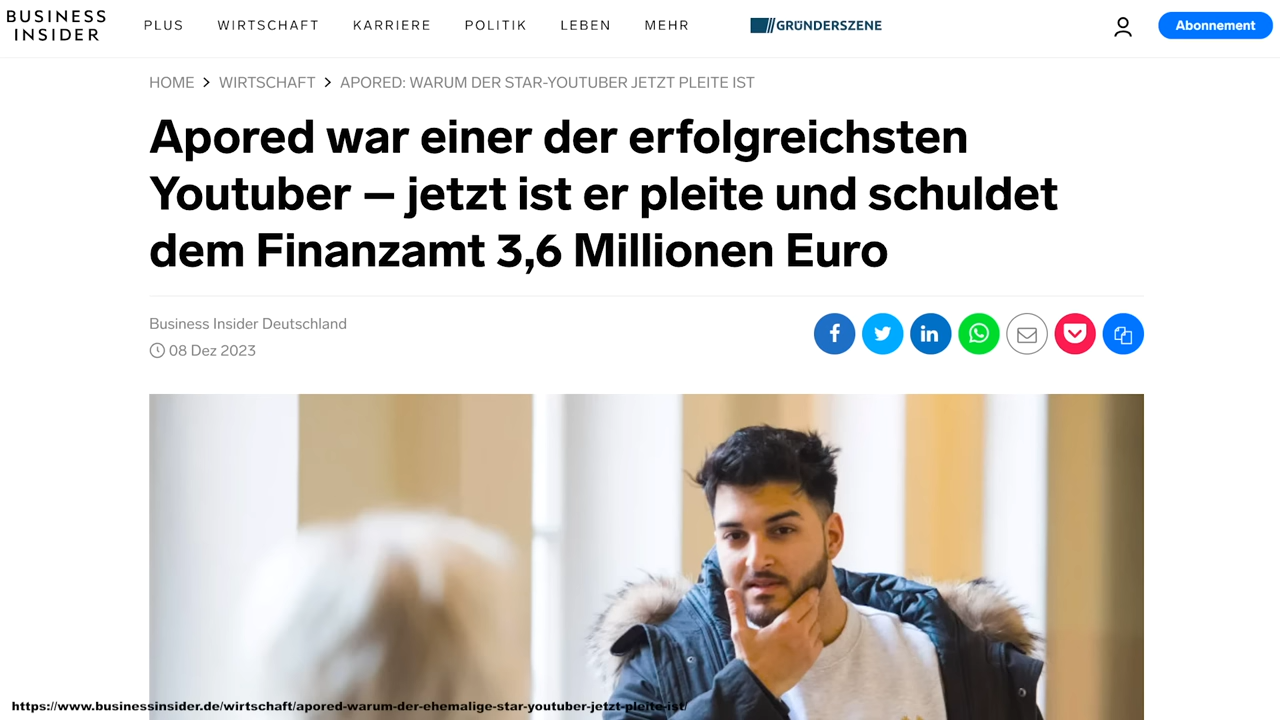 BUSINESS
INSIDER
PLUS WIRTSCHAFT KARRIERE POLITIK LEBEN MEHR
GRÜNDERSZENE
Abonnement
HOME > WIRTSCHAFT > APORED: WARUM DER STAR-YOUTUBER JETZT PLEITE IST
Apored war einer der erfolgreichsten
Youtuber – jetzt ist er pleite und schuldet
dem Finanzamt 3,6 Millionen Euro
Business Insider Deutschland
08 Dez 2023
https://www.businessinsider.de/wirtschaft/apored-warum-der-ehemalige-star-youtuber-jetzt-pleite-ist/